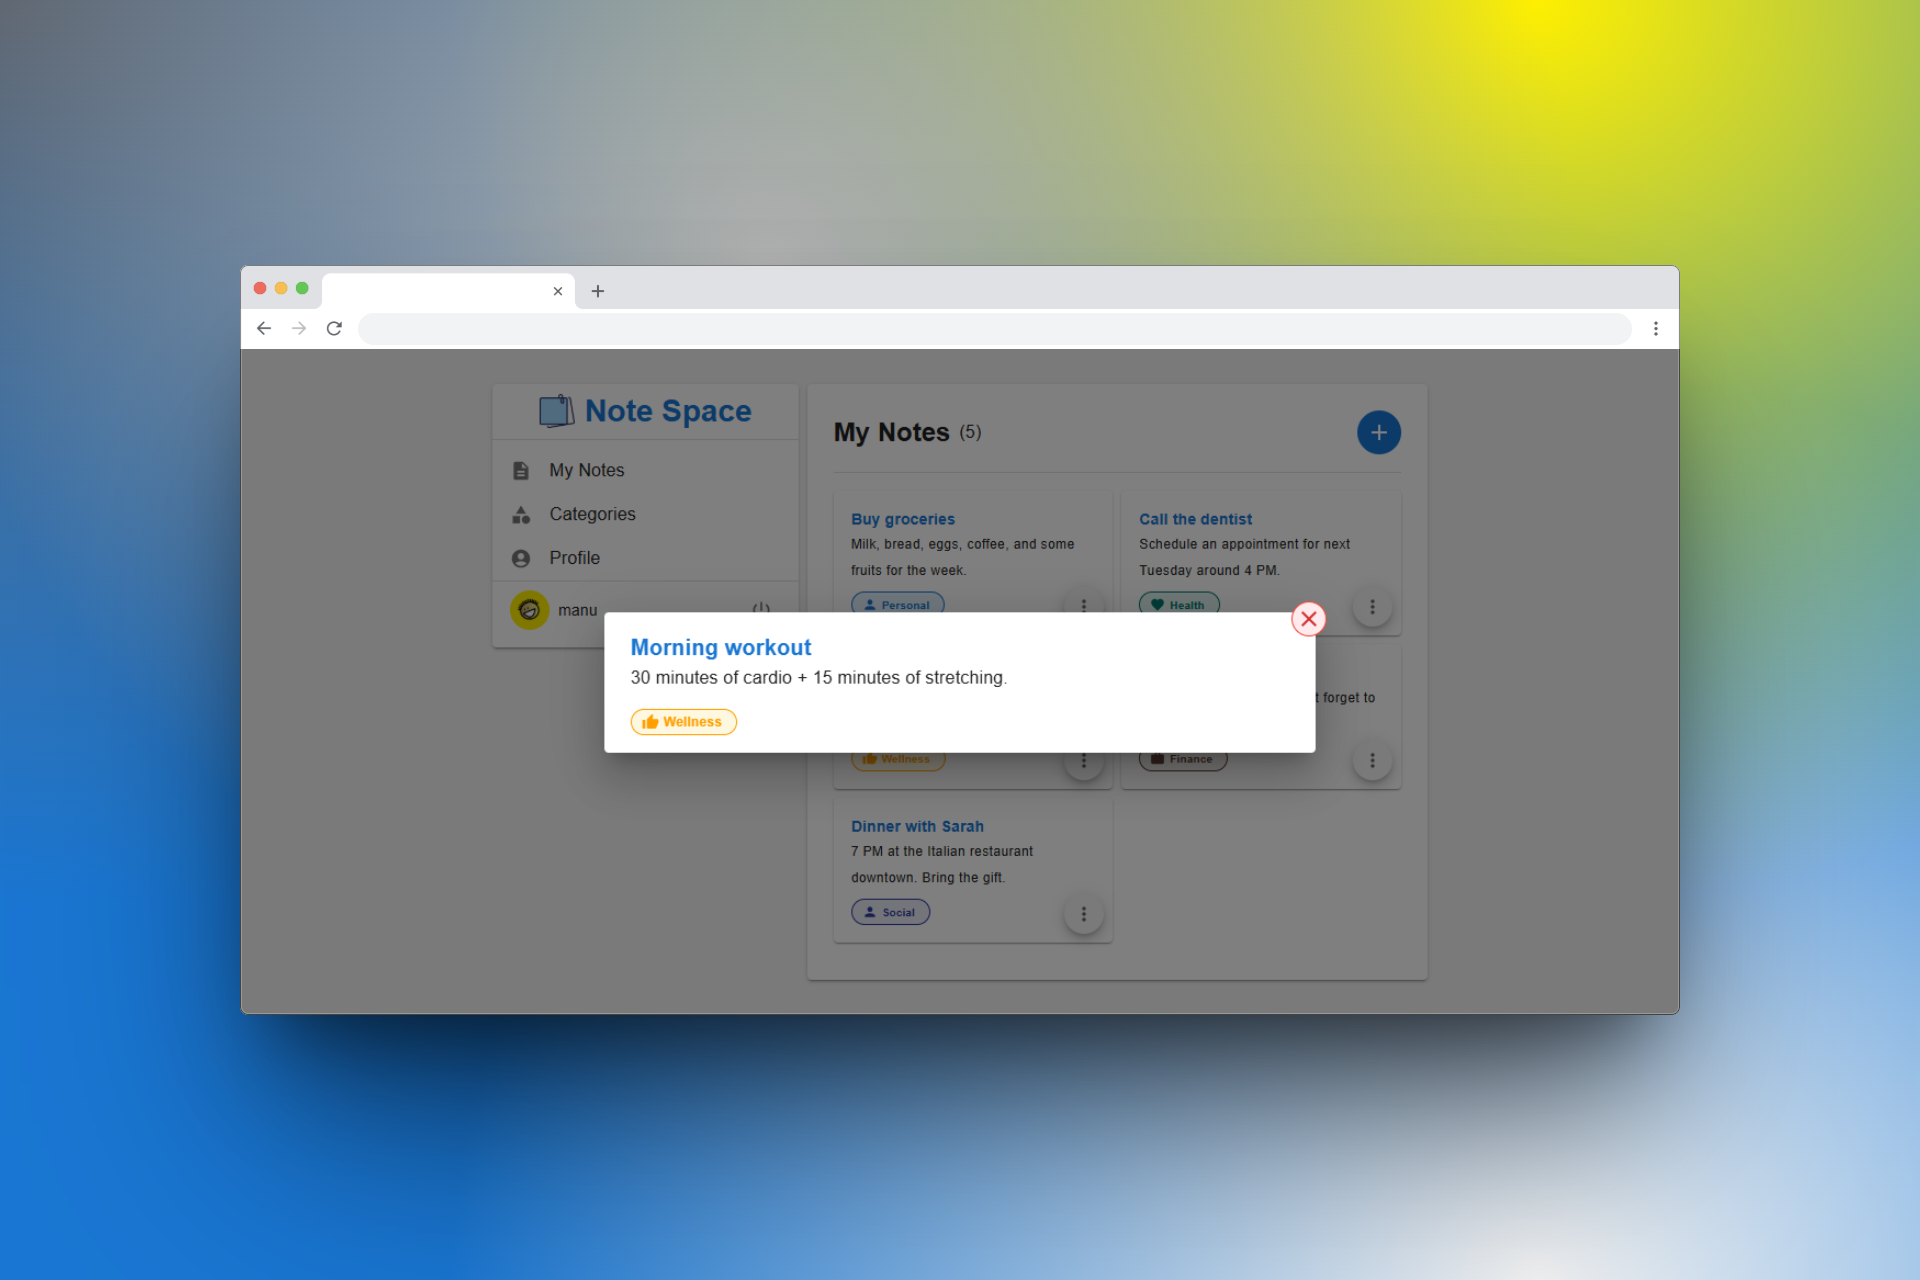 Note Space
My Notes
Categories
Profile
manu
My Notes (5)
Buy groceries
Milk, bread, eggs, coffee, and some
fruits for the week.
Personal
Call the dentist
Schedule an appointment for next
Tuesday around 4 PM.
Health
Morning workout
30 minutes of cardio + 15 minutes of stretching.
Wellness
forget to
Wellness
Finance
Dinner with Sarah
7 PM at the Italian restaurant
downtown. Bring the gift.
Social